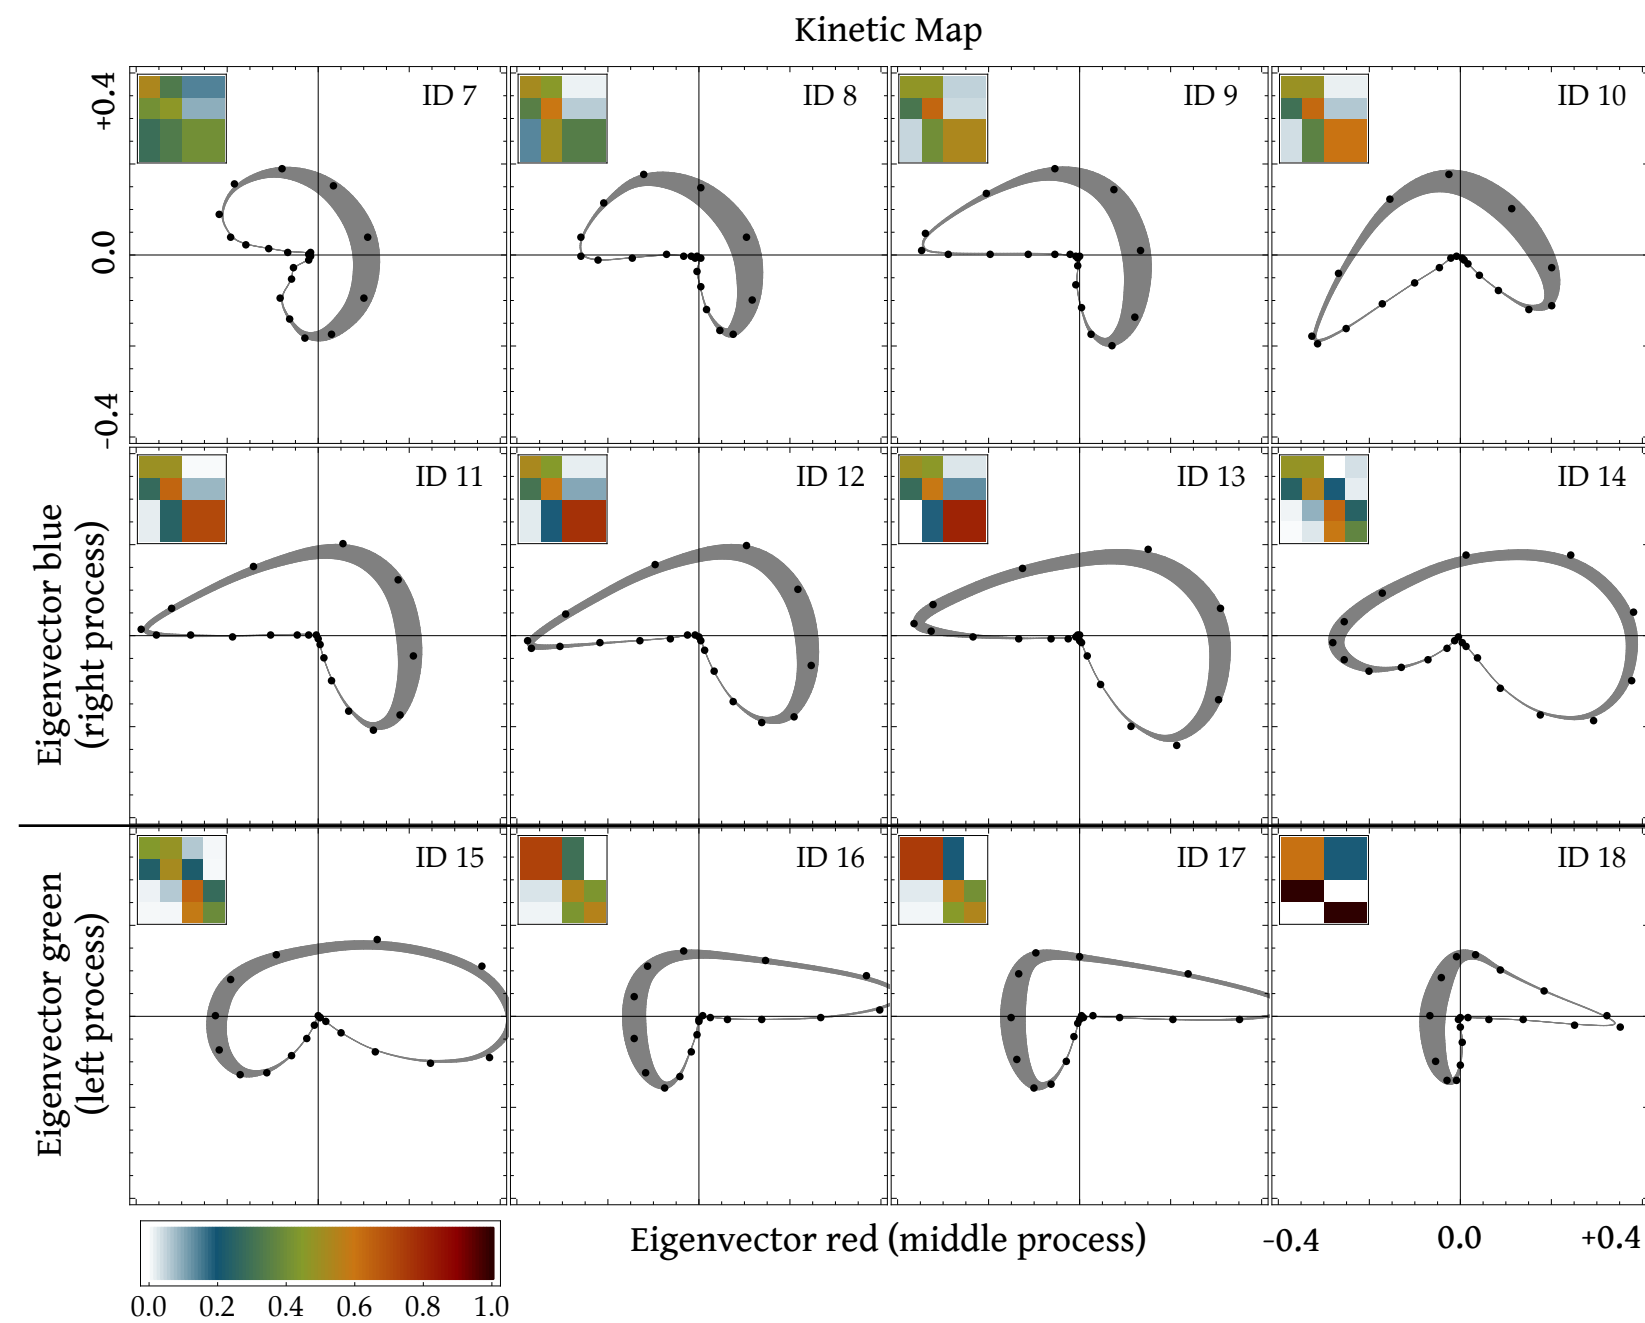 Kinetic Map
+0.4
0.0
-0.4
ID 7
ID 8
ID 9
ID 10
Eigenvector blue
(right process)
ID 11
ID 12
ID 13
ID 14
Eigenvector green
(left process)
ID 15
ID 16
ID 17
ID 18
Eigenvector red (middle process)
-0.4
0.0
+0.4
0.0
0.2
0.4
0.6
0.8
1.0